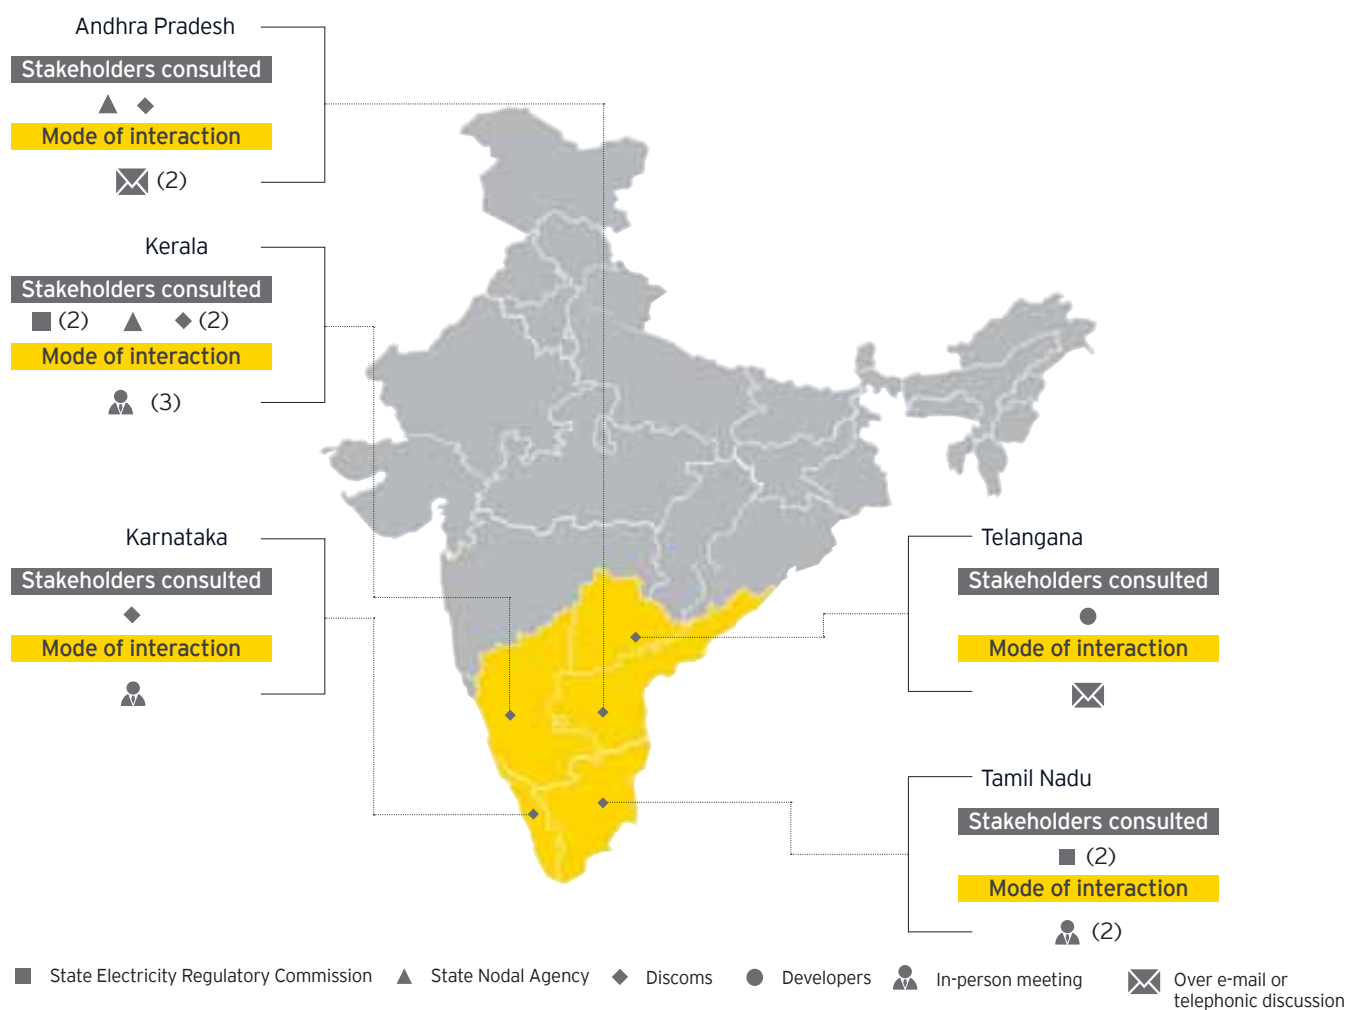 Andhra Pradesh
Stakeholders consulted
Mode of interaction
(2)
Kerala
Stakeholders consulted
(2) (2)
Mode of interaction
(3)
Karnataka
Stakeholders consulted
Mode of interaction
Telangana
Stakeholders consulted
Mode of interaction
Tamil Nadu
Stakeholders consulted
(2)
Mode of interaction
(2)
State Electricity Regulatory Commission State Nodal Agency Discoms Developers In-person meeting Over e-mail or
telephonic discussion